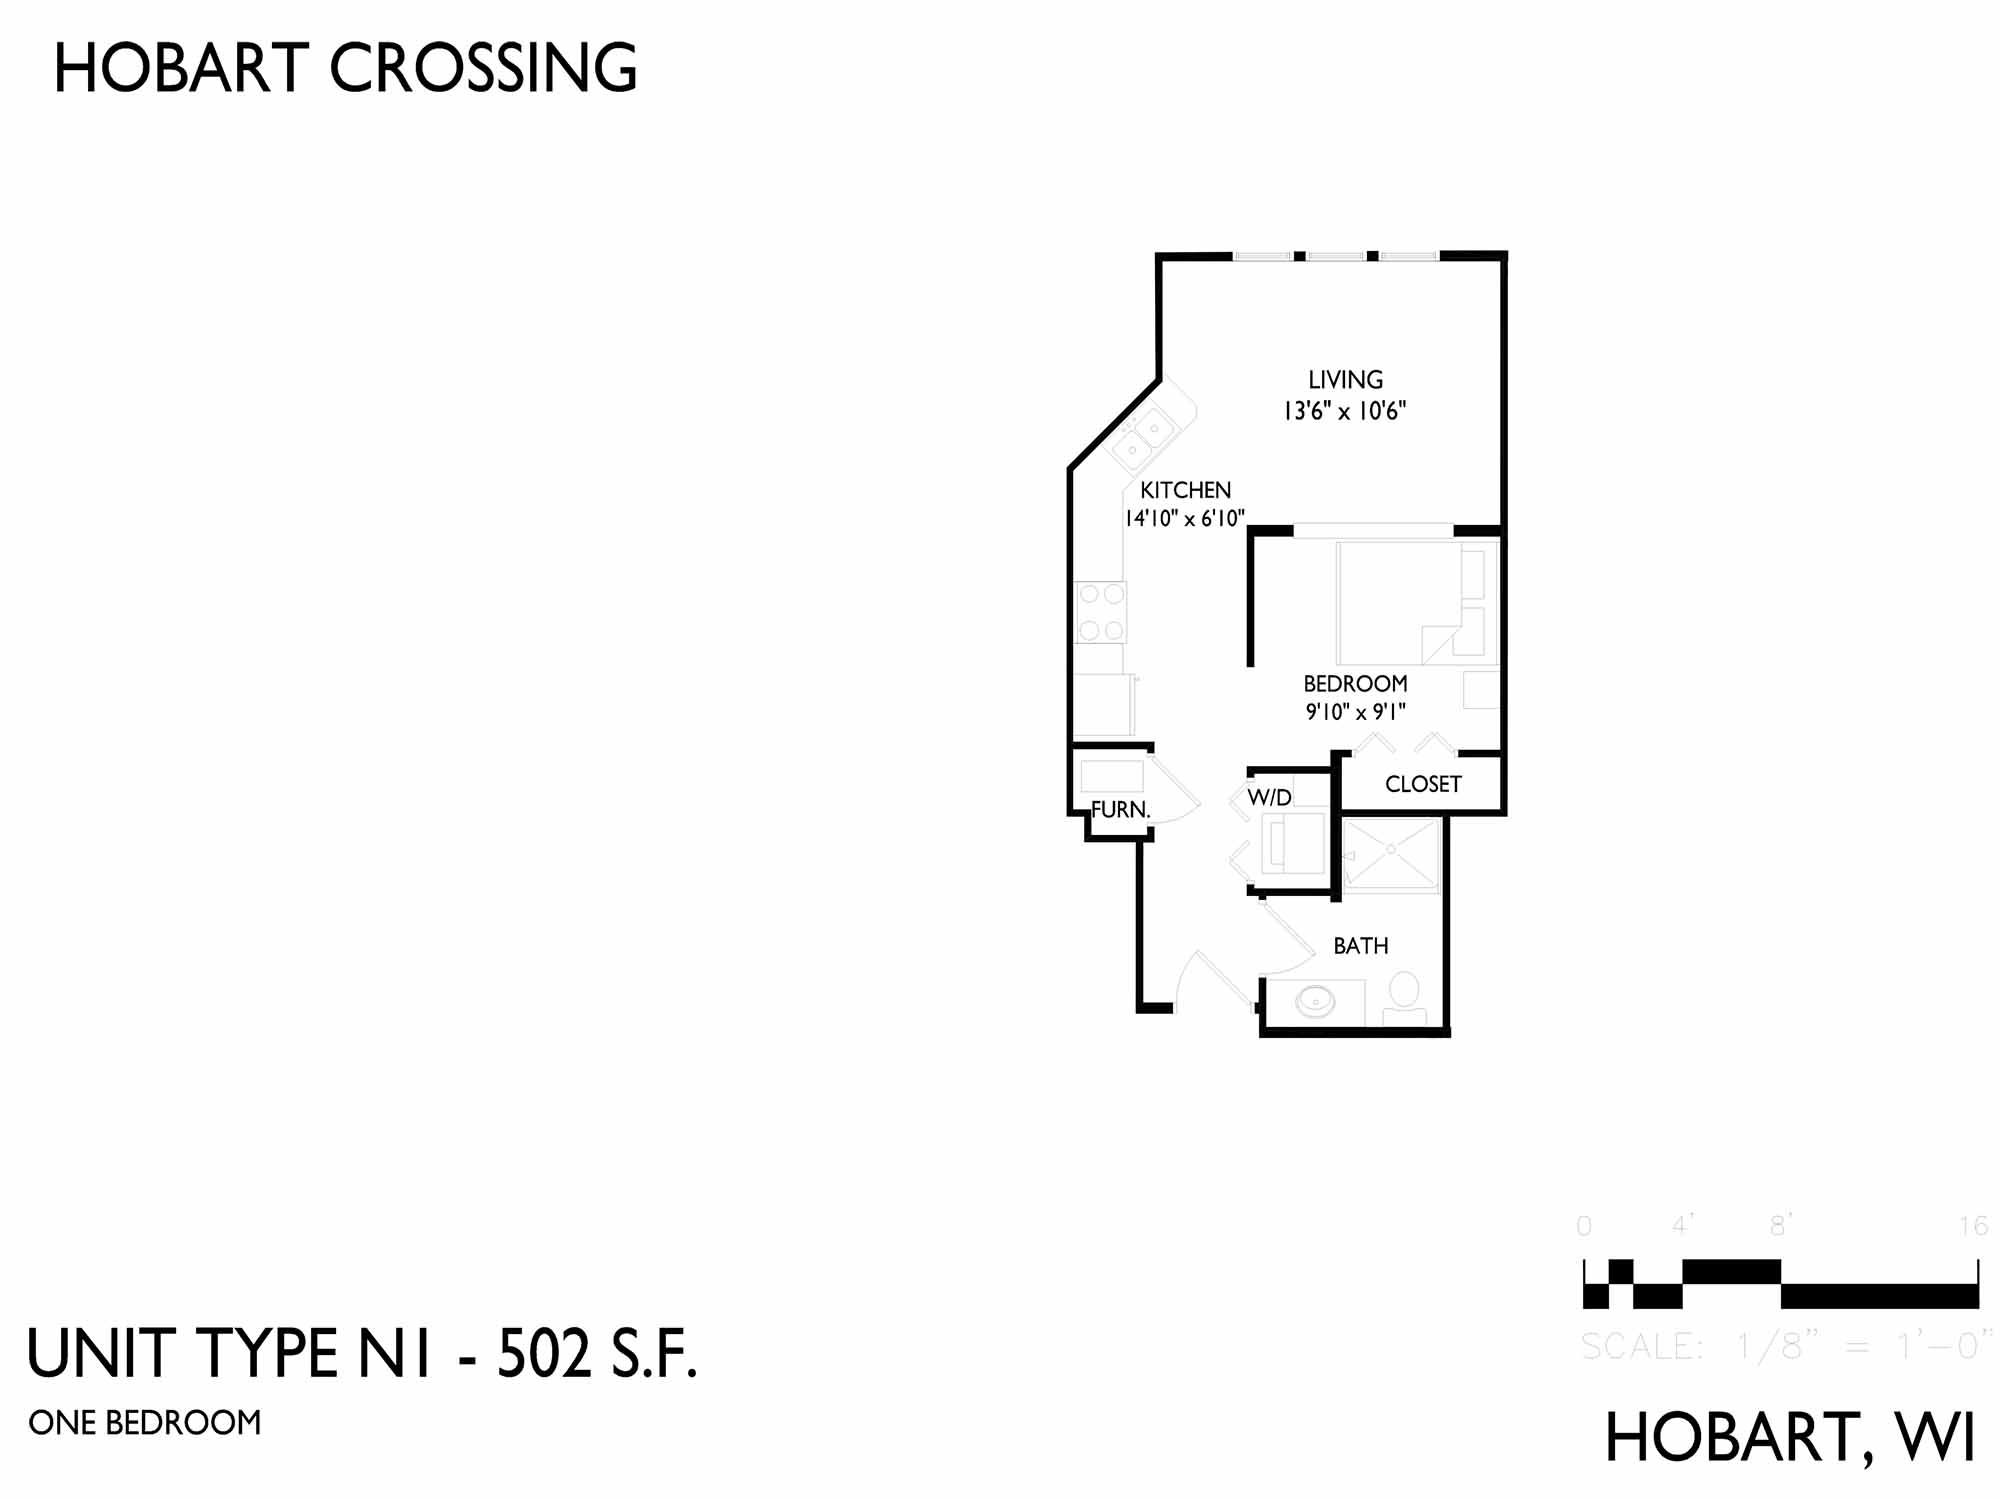 HOBART CROSSING
LIVING
13'6" x 10'6"
KITCHEN
14'10" x 6'10"
BEDROOM
9'10" x 9'1"
CLOSET
W/D
FURN.
BATH
0 4' 8' 16
SCALE: 1/8" = 1'-0"
UNIT TYPE N1 - 502 S.F.
ONE BEDROOM
HOBART, WI